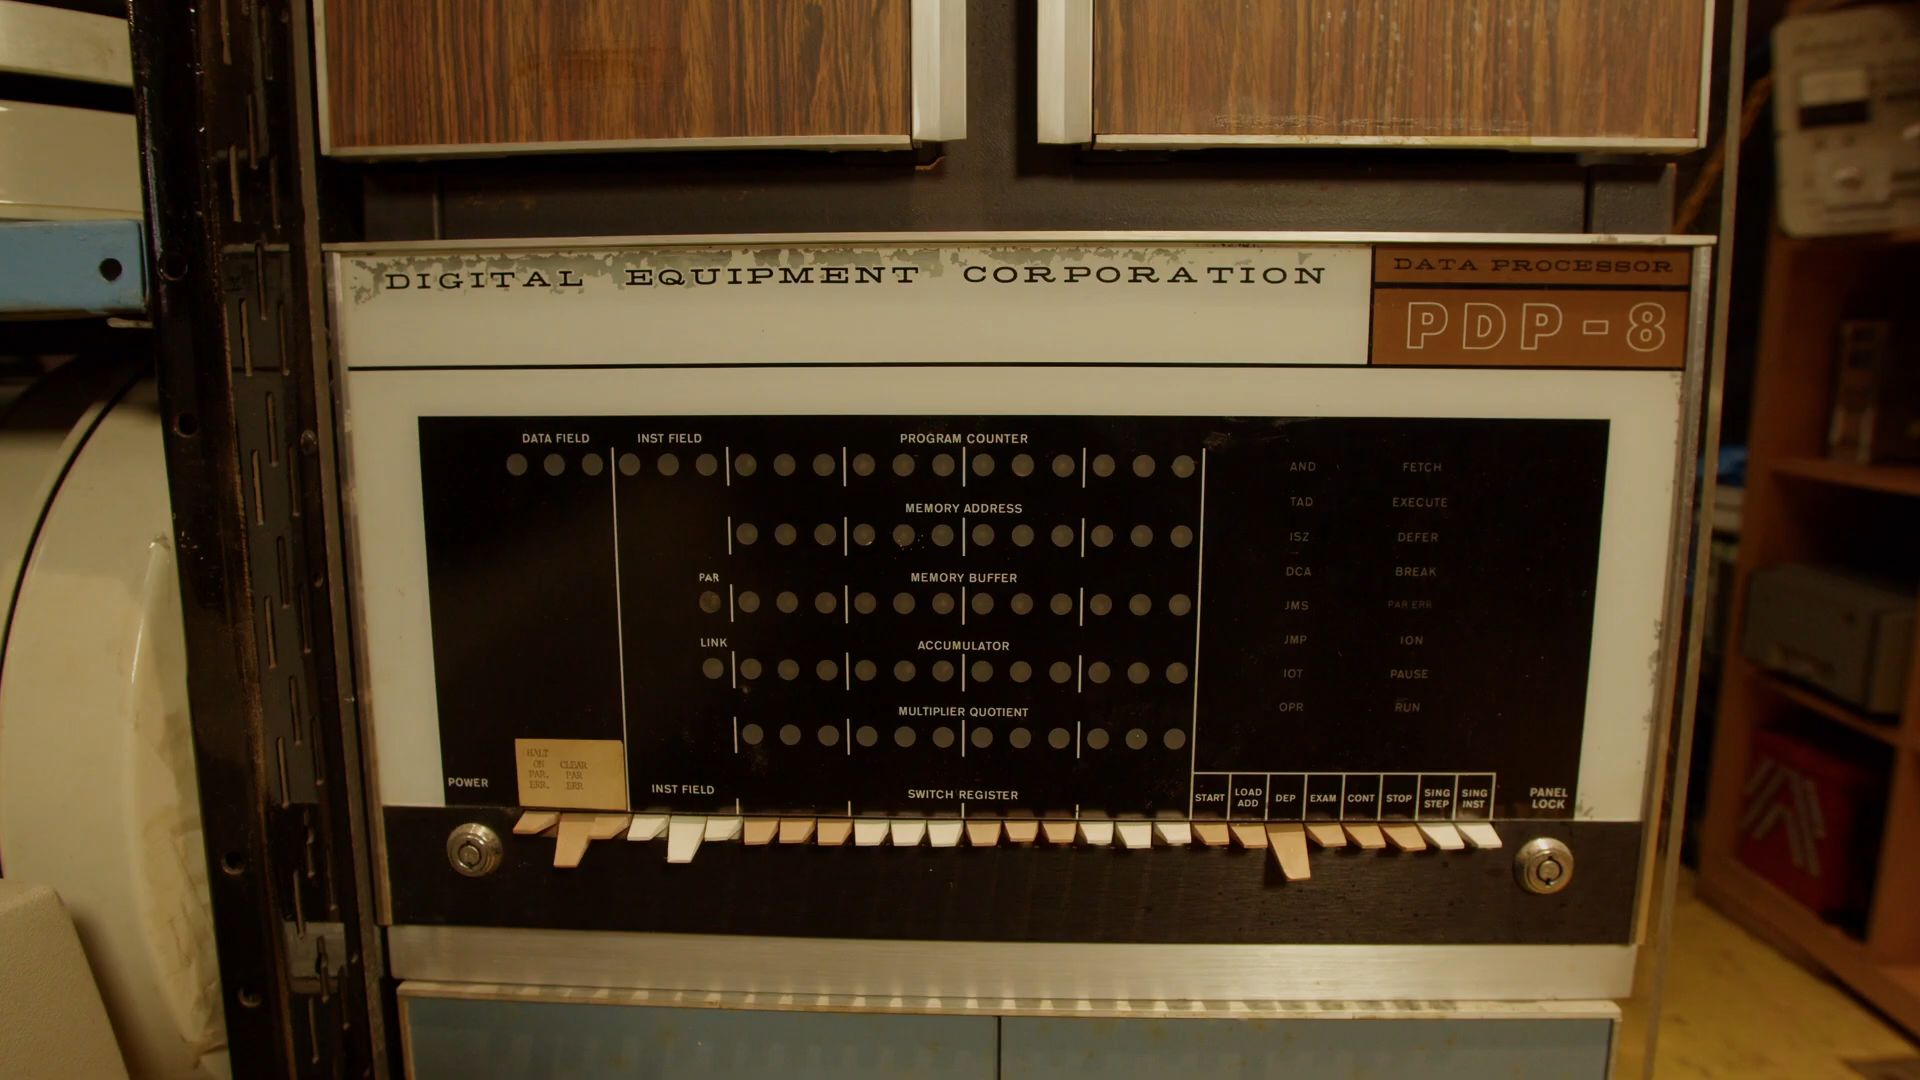 DIGITAL EQUIPMENT CORPORATION
DATA PROCESSOR
PDP-8
DATA FIELD
INST FIELD
PROGRAM COUNTER
MEMORY ADDRESS
PAR
MEMORY BUFFER
LINK
ACCUMULATOR
MULTIPLIER QUOTIENT
AND
FETCH
TAD
EXECUTE
ISZ
DEFER
DCA
BREAK
JMS
PAR ERR
JMP
ION
IOT
PAUSE
OPR
RUN
POWER
HALT
ON
PAR.
ERR.
CLEAR
PAR
ERR
INST FIELD
SWITCH REGISTER
START
LOAD
ADD
DEP
EXAM
CONT
STOP
SING
STEP
SING
INST
PANEL
LOCK